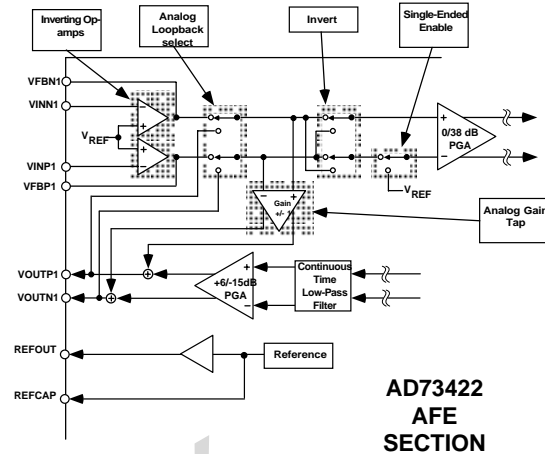 Inverting Op-
amps
Analog
Loopback
select
Invert
Single-Ended
Enable
VFBN1
VINN1
VREF
VINP1
VFBP1
+
−
0/38 dB
PGA
VREF
Gain
+/- 1
Analog Gain
Tap
VOUTP1
VOUTN1
+6/-15dB
PGA
Continuous
Time
Low-Pass
Filter
REFOUT
REFCAP
Reference
AD73422
AFE
SECTION